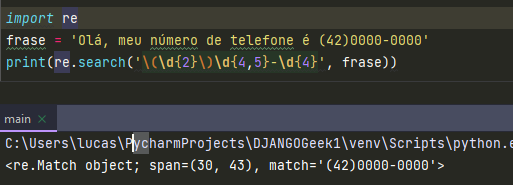 import re
frase = 'Olá, meu número de telefone é (42)0000-0000'
print(re.search('\(\d{2}\)\d{4,5}-\d{4}', frase))
main ×
C:\Users\lucas\PycharmProjects\DJANGOGeek1\venv\Scripts\python.e
<re.Match object; span=(30, 43), match='(42)0000-0000'>